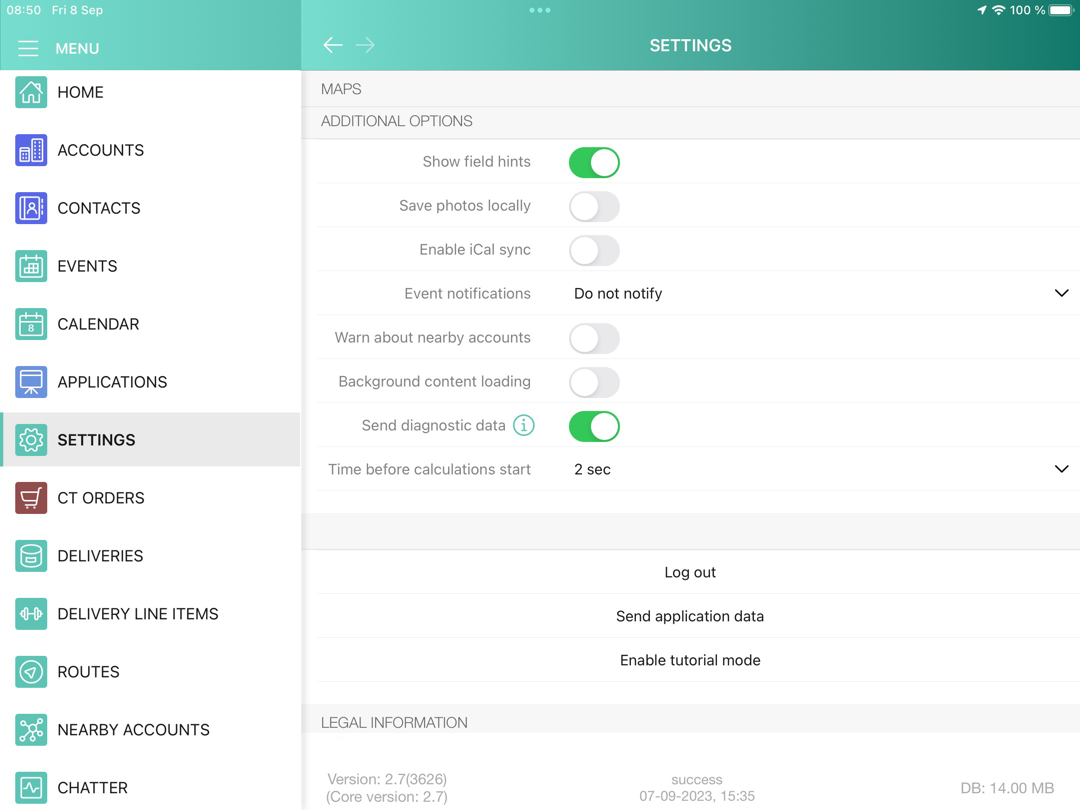 08:50 Fri 8 Sep
100 %
MENU
SETTINGS
HOME
ACCOUNTS
CONTACTS
EVENTS
8
CALENDAR
APPLICATIONS
SETTINGS
CT ORDERS
DELIVERIES
DELIVERY LINE ITEMS
ROUTES
NEARBY ACCOUNTS
CHATTER
MAPS
ADDITIONAL OPTIONS
Show field hints
Save photos locally
Enable iCal sync
Event notifications Do not notify
Warn about nearby accounts
Background content loading
Send diagnostic data i
Time before calculations start 2 sec
Log out
Send application data
Enable tutorial mode
LEGAL INFORMATION
Version: 2.7(3626)
(Core version: 2.7)
success
07-09-2023, 15:35
DB: 14.00 MB